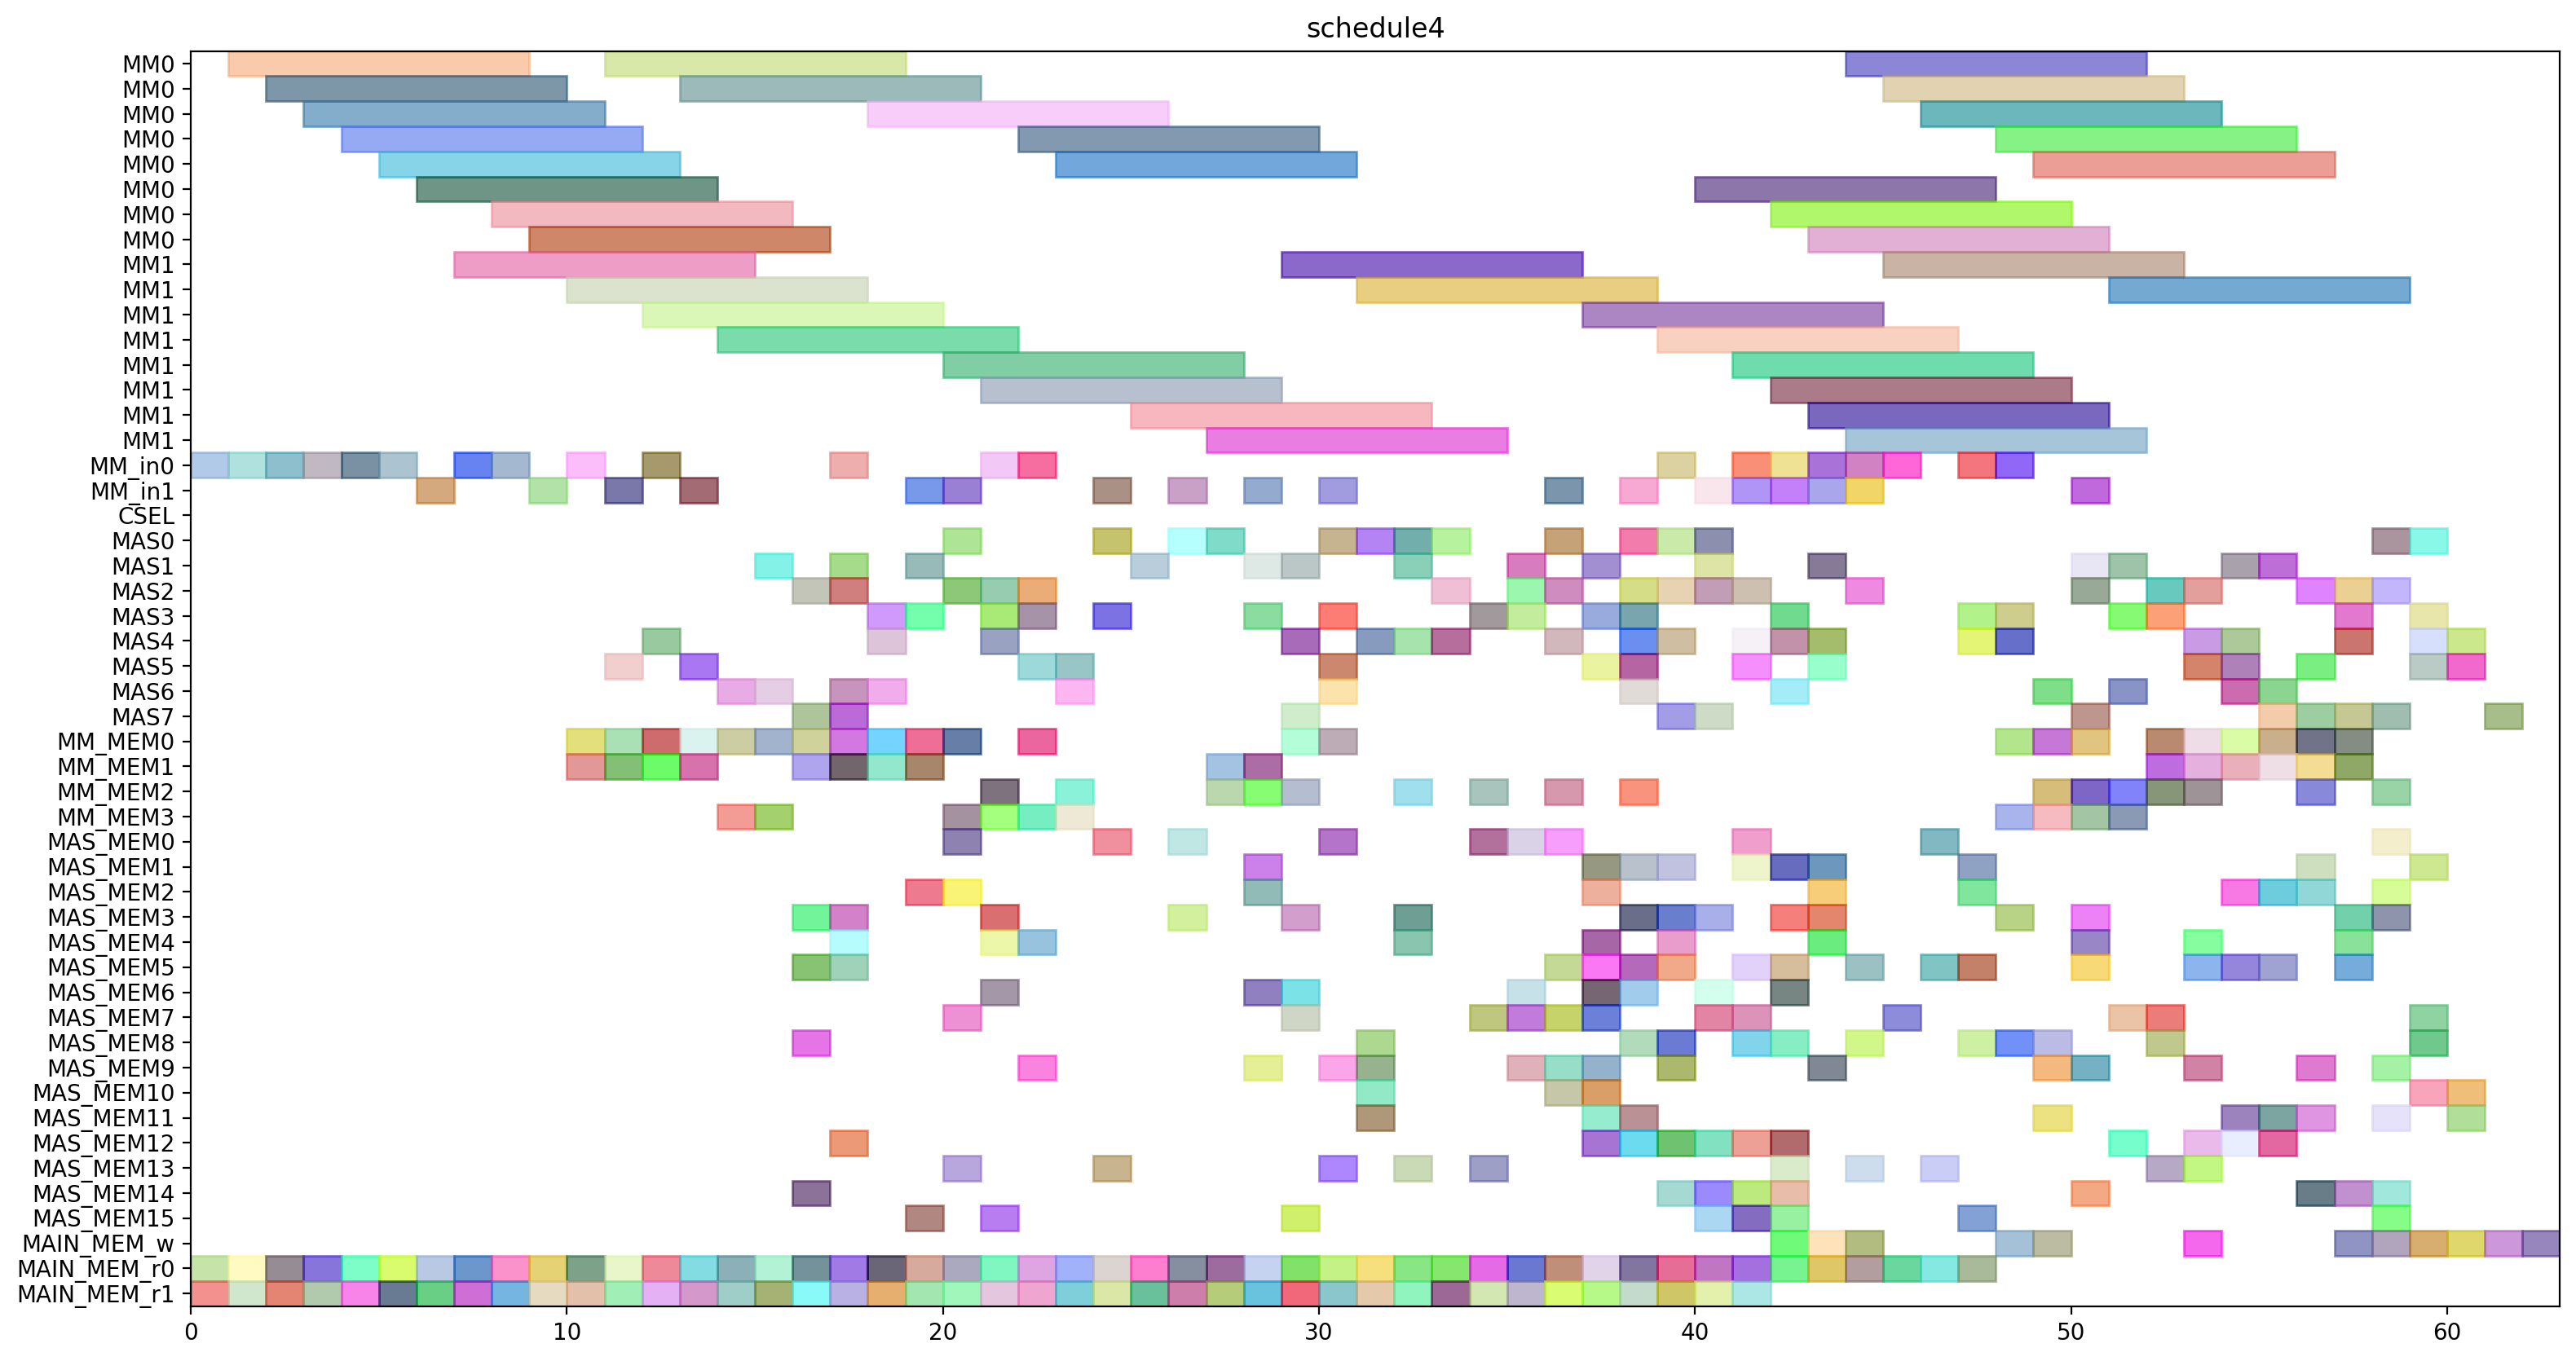 schedule4
MM0
MM0
MM0
MM0
MM0
MM0
MM0
MM0
MM1
MM1
MM1
MM1
MM1
MM1
MM1
MM1
MM_in0
MM_in1
CSEL
MAS0
MAS1
MAS2
MAS3
MAS4
MAS5
MAS6
MAS7
MM_MEM0
MM_MEM1
MM_MEM2
MM_MEM3
MAS_MEM0
MAS_MEM1
MAS_MEM2
MAS_MEM3
MAS_MEM4
MAS_MEM5
MAS_MEM6
MAS_MEM7
MAS_MEM8
MAS_MEM9
MAS_MEM10
MAS_MEM11
MAS_MEM12
MAS_MEM13
MAS_MEM14
MAS_MEM15
MAIN_MEM_w
MAIN_MEM_r0
MAIN_MEM_r1
0 10 20 30 40 50 60